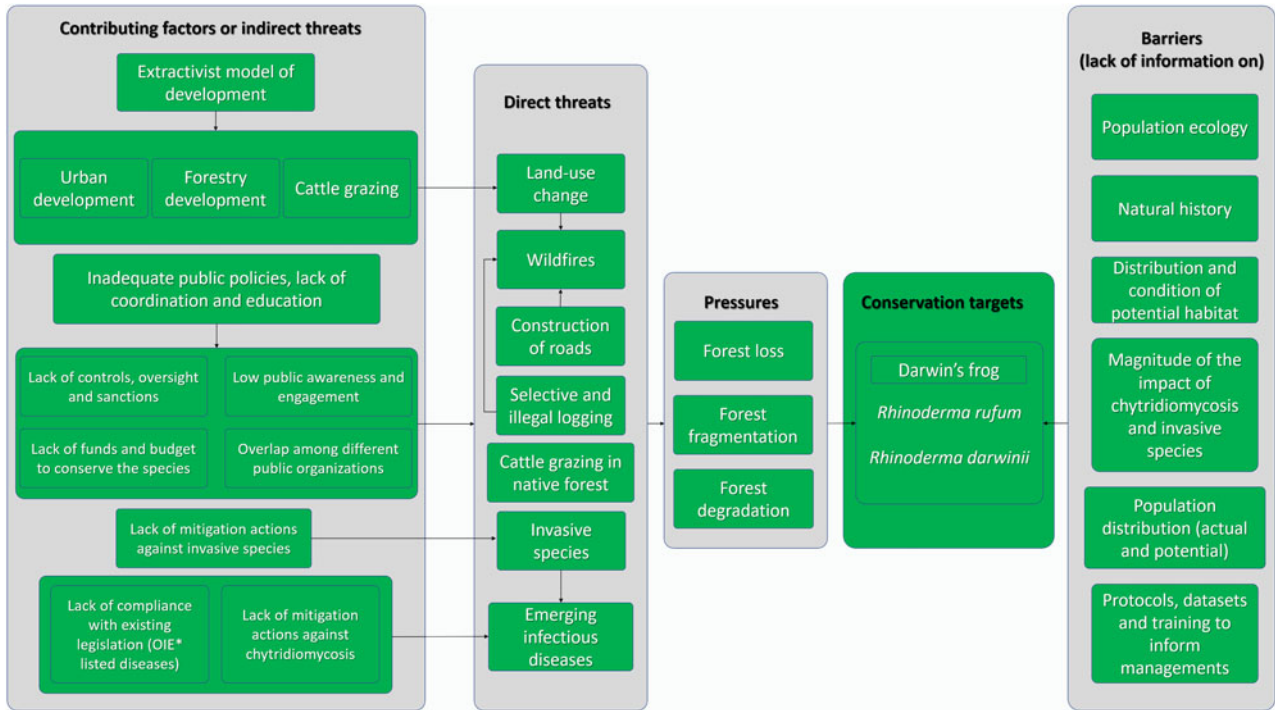 Contributing factors or indirect threats
Extractivist model of
development
Urban
development
Forestry
development
Cattle grazing
Inadequate public policies, lack of
coordination and education
Lack of controls, oversight
and sanctions
Low public awareness and
engagement
Lack of funds and budget
to conserve the species
Overlap among different
public organizations
Lack of mitigation actions
against invasive species
Lack of compliance
with existing
legislation (OIE*
listed diseases)
Lack of mitigation
actions against
chytridiomycosis
Direct threats
Land-use
change
Wildfires
Construction
of roads
Selective and
illegal logging
Cattle grazing in
native forest
Invasive
species
Emerging
infectious
diseases
Pressures
Forest loss
Forest
fragmentation
Forest
degradation
Conservation targets
Darwin's frog
Rhinoderma rufum
Rhinoderma darwinii
Barriers
(lack of information on)
Population ecology
Natural history
Distribution and
condition of
potential habitat
Magnitude of the
impact of
chytridiomycosis
and invasive
species
Population
distribution (actual
and potential)
Protocols, datasets
and training to
inform
managements